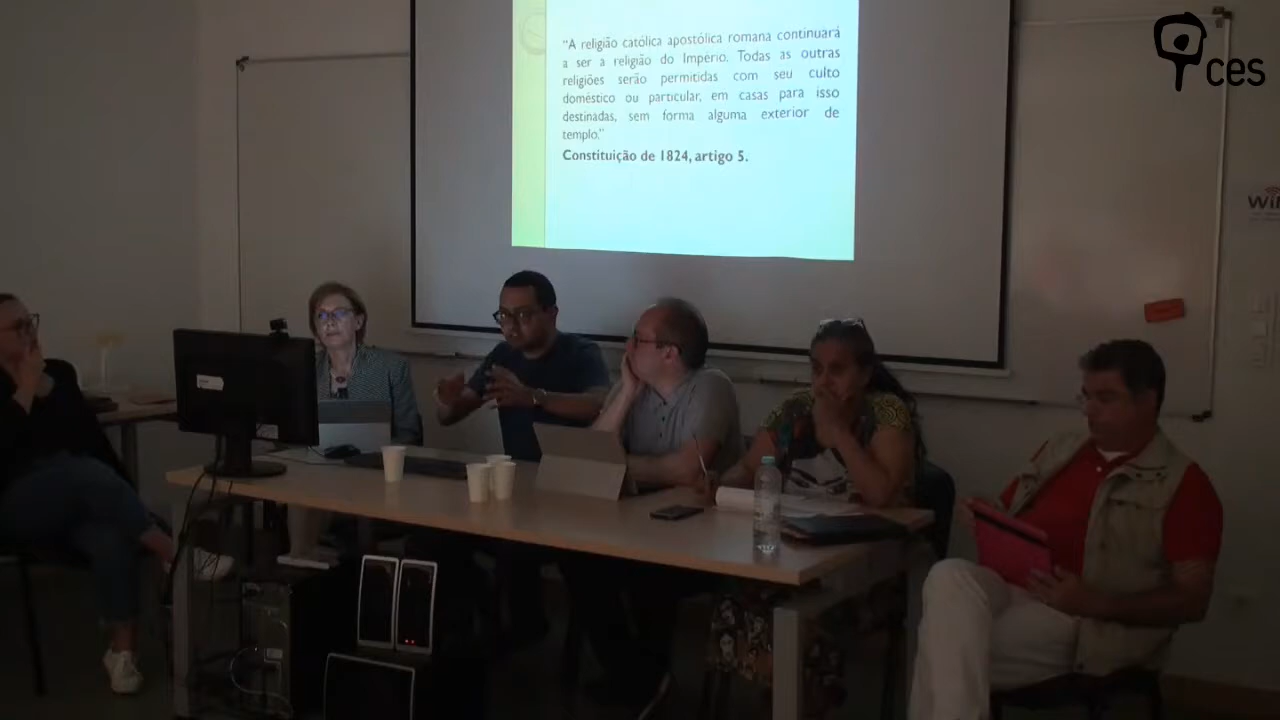 "A religião católica apostólica romana continuará
a ser a religião do Império. Todas as outras
religiões serão permitidas com seu culto
doméstico ou particular, em casas para isso
destinadas, sem forma alguma exterior de
templo."
Constituição de 1824, artigo 5.
ces